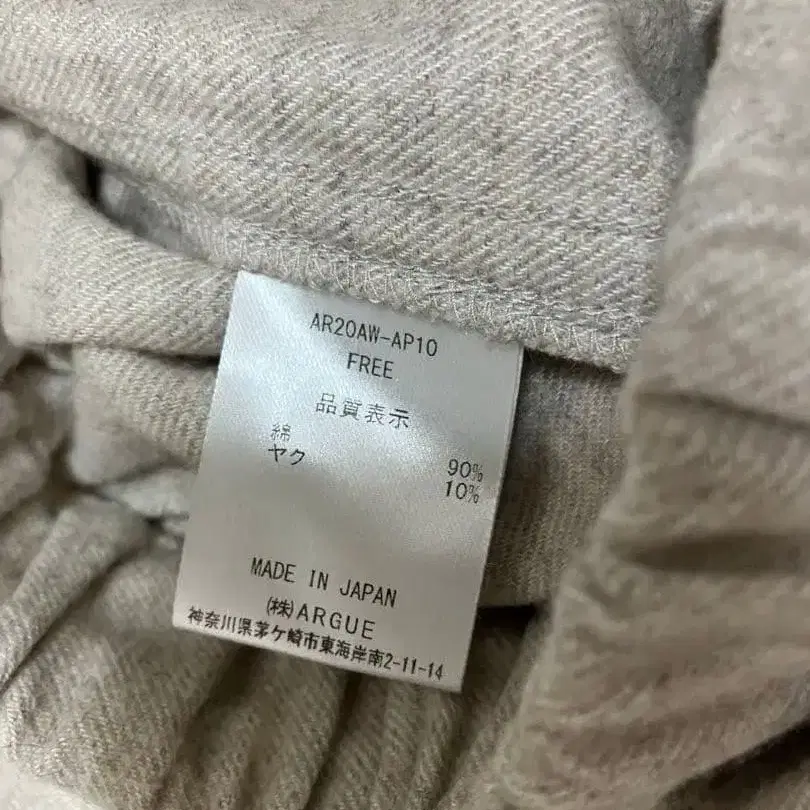 AR20AW-AP10
FREE
品質表示
綿 90%
ヤク 10%
MADE IN JAPAN
(株)ARGUE
神奈川県茅ケ崎市東海岸南2-11-14